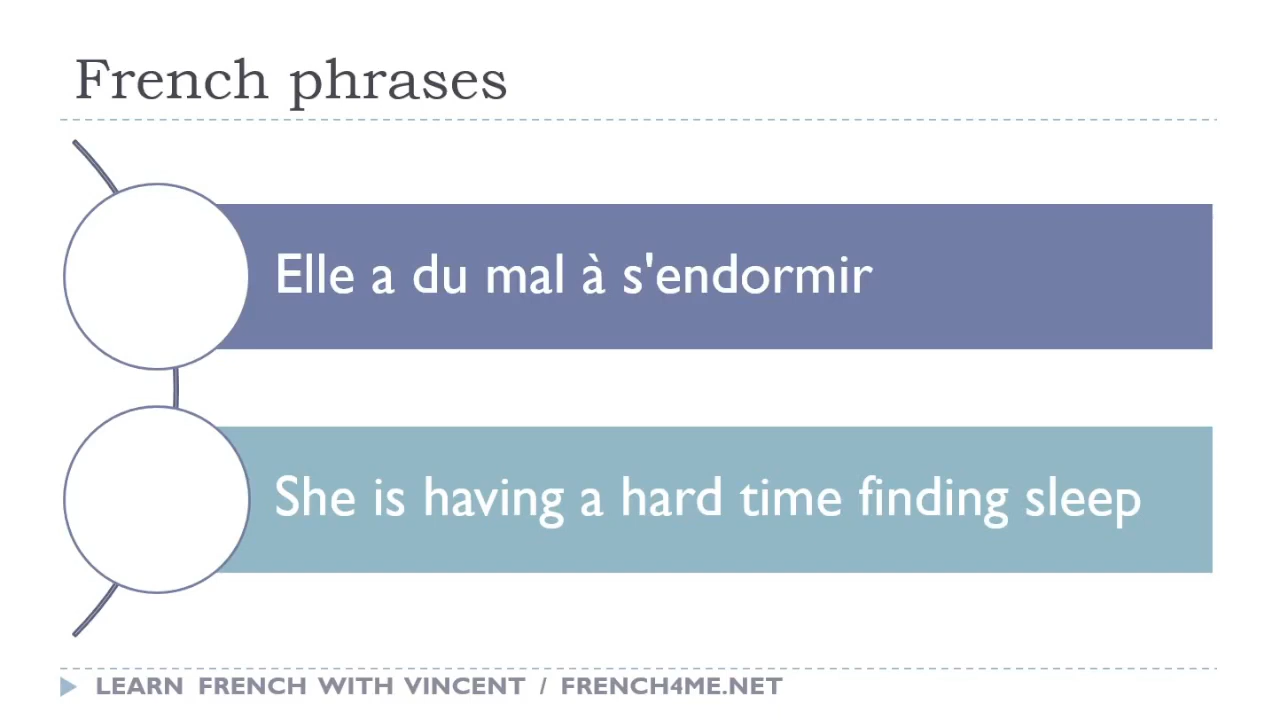 French phrases
Elle a du mal à s'endormir
She is having a hard time finding sleep
LEARN FRENCH WITH VINCENT / FRENCH4ME.NET